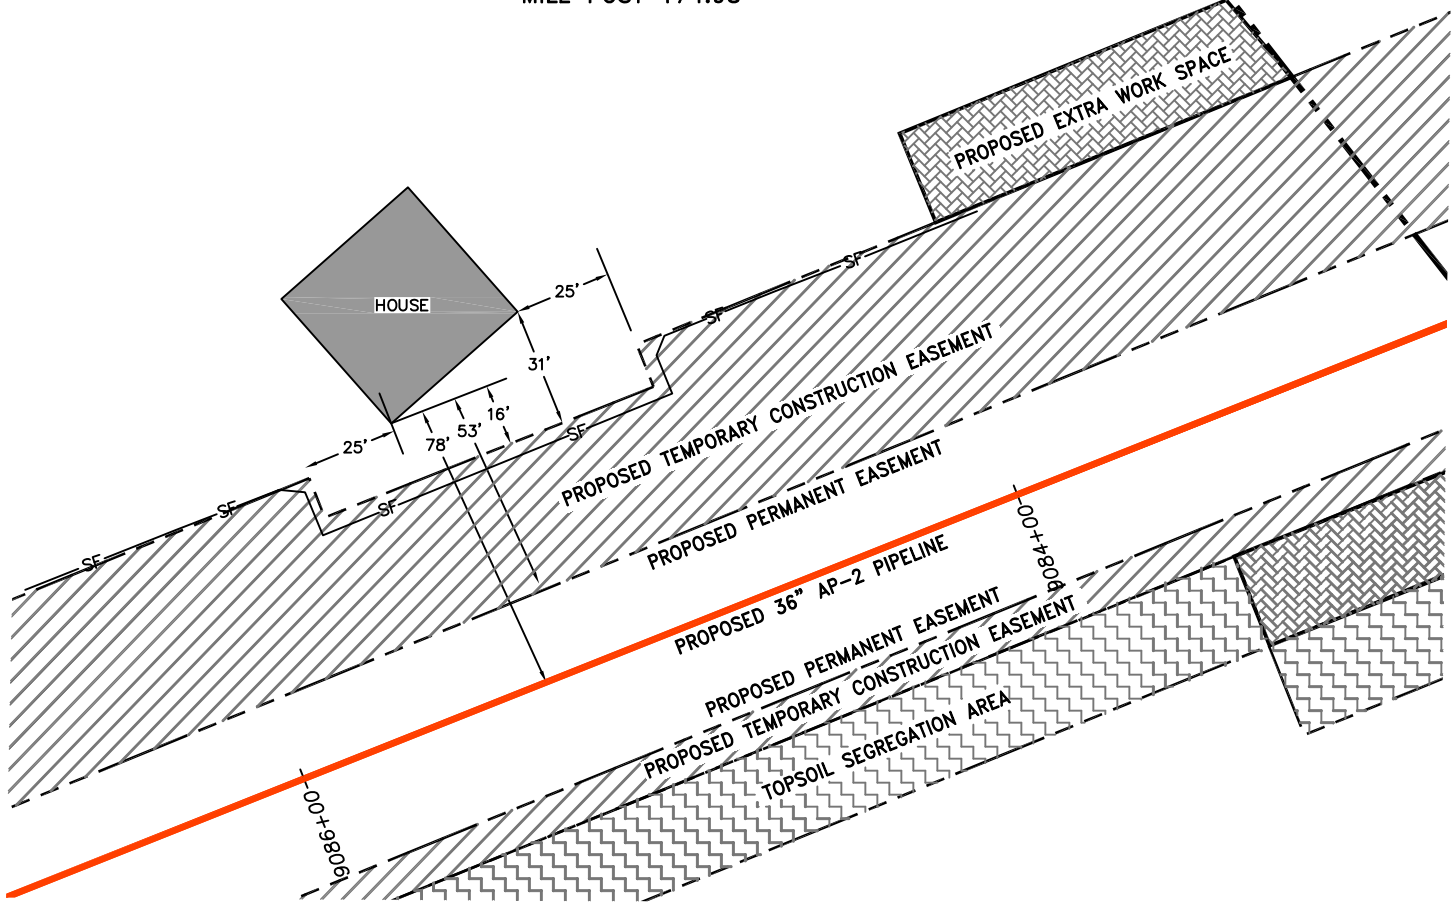 PROPOSED EXTRA WORK SPACE
SF
25'
HOUSE
SF
31'
PROPOSED TEMPORARY CONSTRUCTION EASEMENT
16'
53'
78'
SF
25'
PROPOSED PERMANENT EASEMENT
SF
SF
SF
9084+00
PROPOSED 36" AP-2 PIPELINE
PROPOSED PERMANENT EASEMENT
PROPOSED TEMPORARY CONSTRUCTION EASEMENT
TOPSOIL SEGREGATION AREA
9086+00